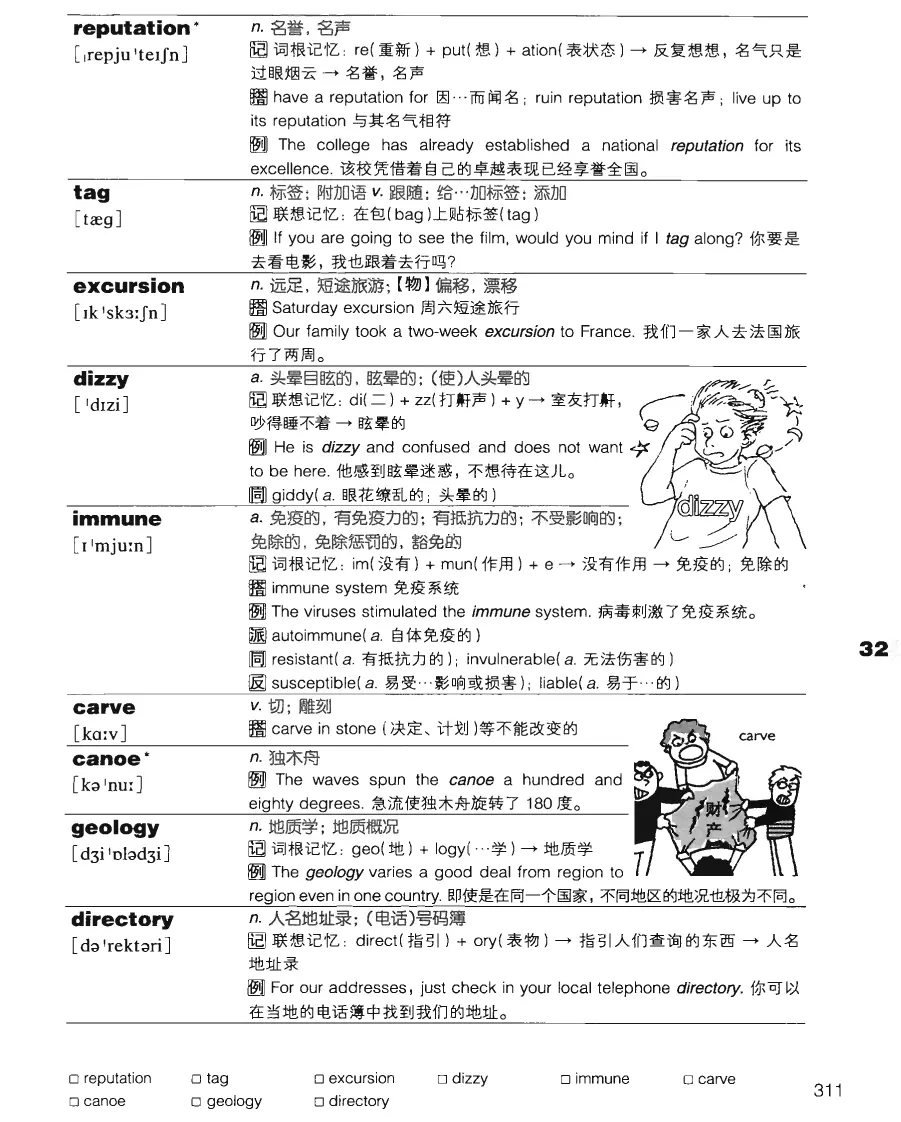 reputation*
[ˌrepjuˈteɪʃn]
n. 名誉，名声
记 词根记忆：re(重新) + put(想) + ation(表状态) → 反复想想，名气只是
过眼烟云 → 名誉，名声
搭 have a reputation for 因…而闻名；ruin reputation 损害名声；live up to
its reputation 与其名气相符
例 The college has already established a national reputation for its
excellence. 该校凭借着自己的卓越表现已经享誉全国。
tag
[tæɡ]
n. 标签；附加语 v. 跟随；给…加标签；添加
记 联想记忆：在包(bag)上贴标签(tag)
例 If you are going to see the film, would you mind if I tag along? 你要是
去看电影，我也跟着去行吗?
excursion
[ɪkˈskɜːʃn]
n. 远足，短途旅游；【物】偏移，漂移
搭 Saturday excursion 周六短途旅行
例 Our family took a two-week excursion to France. 我们一家人去法国旅
行了两周。
dizzy
[ˈdɪzi]
a. 头晕目眩的，眩晕的；(使)人头晕的
记 联想记忆：di(二) + zz(打鼾声) + y → 室友打鼾，
吵得睡不着 → 眩晕的
例 He is dizzy and confused and does not want
to be here. 他感到眩晕迷惑，不想待在这儿。
同 giddy(a. 眼花缭乱的；头晕的)
dizzy
immune
[ɪˈmjuːn]
a. 免疫的，有免疫力的；有抵抗力的；不受影响的；
免除的，免除惩罚的，豁免的
记 词根记忆：im(没有) + mun(作用) + e → 没有作用 → 免疫的；免除的
搭 immune system 免疫系统
例 The viruses stimulated the immune system. 病毒刺激了免疫系统。
派 autoimmune(a. 自体免疫的)
同 resistant(a. 有抵抗力的)；invulnerable(a. 无法伤害的)
反 susceptible(a. 易受…影响或损害)；liable(a. 易于…的)
32
carve
[kɑːv]
v. 切；雕刻
搭 carve in stone (决定、计划)等不能改变的
carve
财
产
canoe*
[kəˈnuː]
n. 独木舟
例 The waves spun the canoe a hundred and
eighty degrees. 急流使独木舟旋转了 180 度。
geology
[dʒiˈɒlədʒi]
n. 地质学；地质概况
记 词根记忆：geo(地) + logy(…学) → 地质学
例 The geology varies a good deal from region to
region even in one country. 即使是在同一个国家，不同地区的地况也极为不同。
directory
[dəˈrektəri]
n. 人名地址录；(电话)号码簿
记 联想记忆：direct(指引) + ory(表物) → 指引人们查询的东西 → 人名
地址录
例 For our addresses, just check in your local telephone directory. 你可以
在当地的电话簿中找到我们的地址。
□ reputation □ tag □ excursion □ dizzy □ immune □ carve
□ canoe □ geology □ directory
311